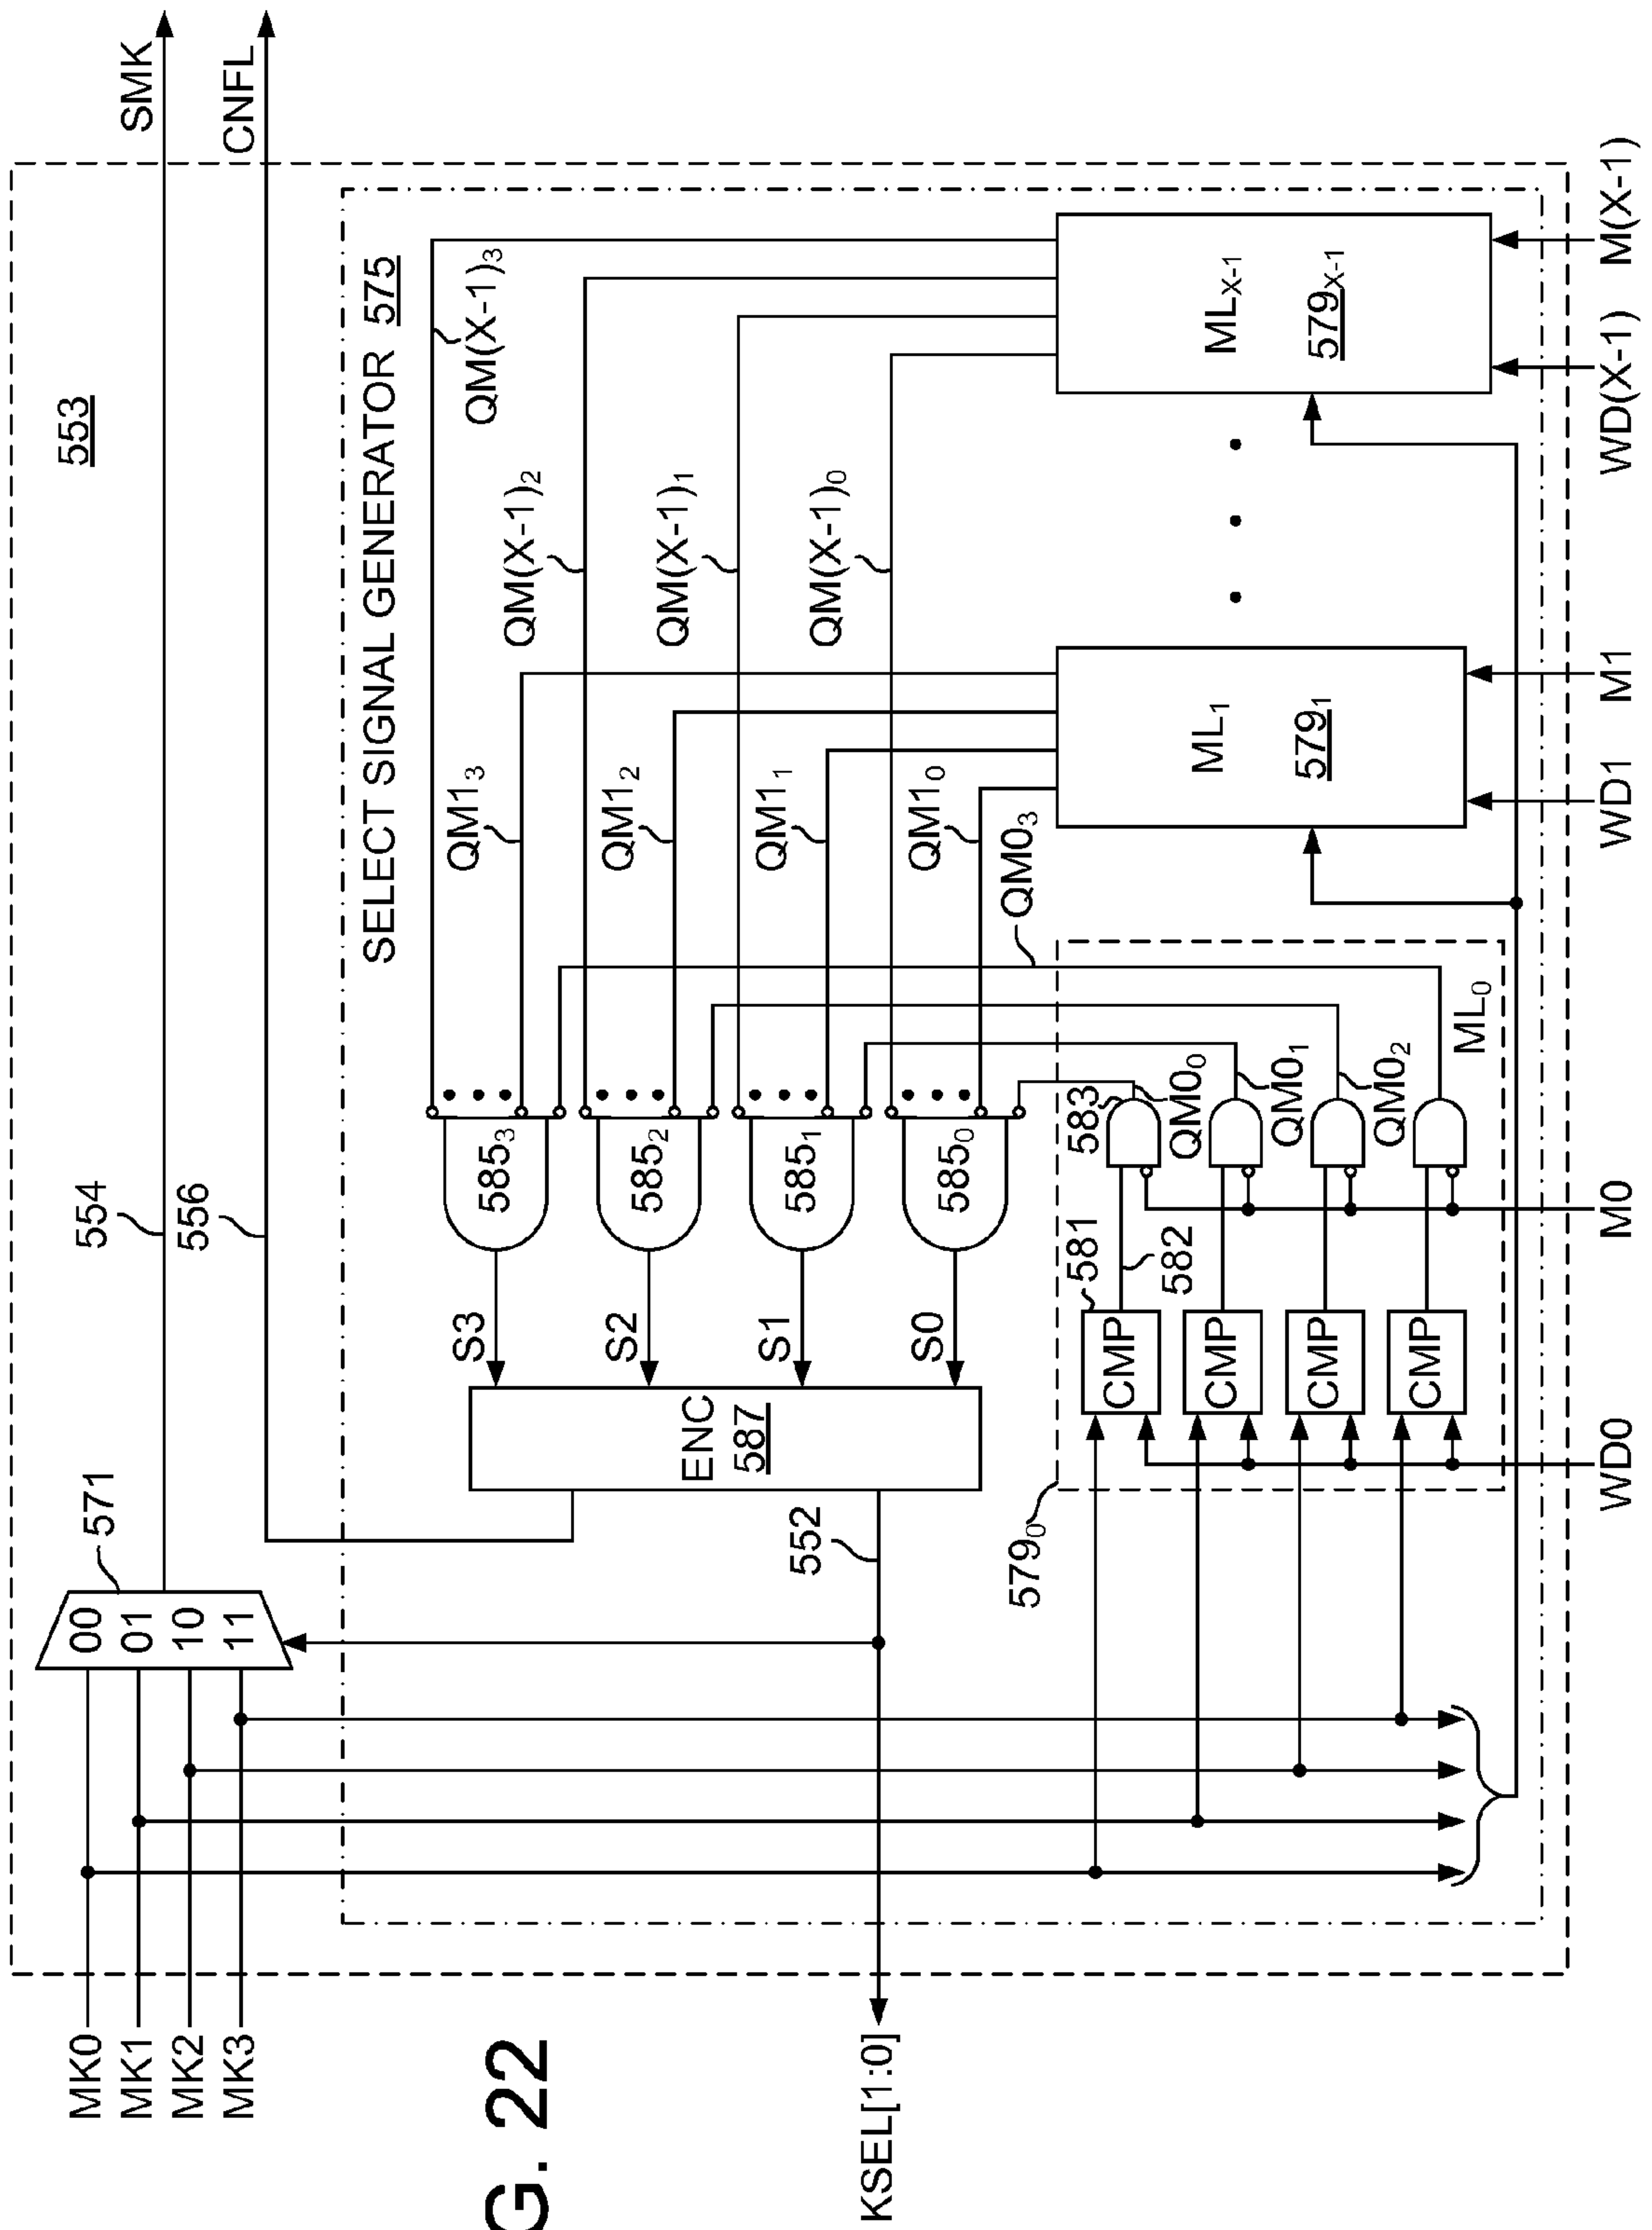 553
SMK
CNFL
554
556
571
00
01
10
11
MK0
MK1
MK2
MK3
SELECT SIGNAL GENERATOR 575
QM(X-1)3
QM(X-1)2
QM(X-1)1
QM(X-1)0
QM13
QM12
QM11
QM10
QM03
5853
5852
5851
5850
S3
S2
S1
S0
ENC
587
552
KSEL[1:0]
5790
581
582
583
CMP
CMP
CMP
CMP
QM00
QM01
QM02
ML0
ML1
5791
MLX-1
579X-1
WD0
M0
WD1
M1
WD(X-1)
M(X-1)
G. 22